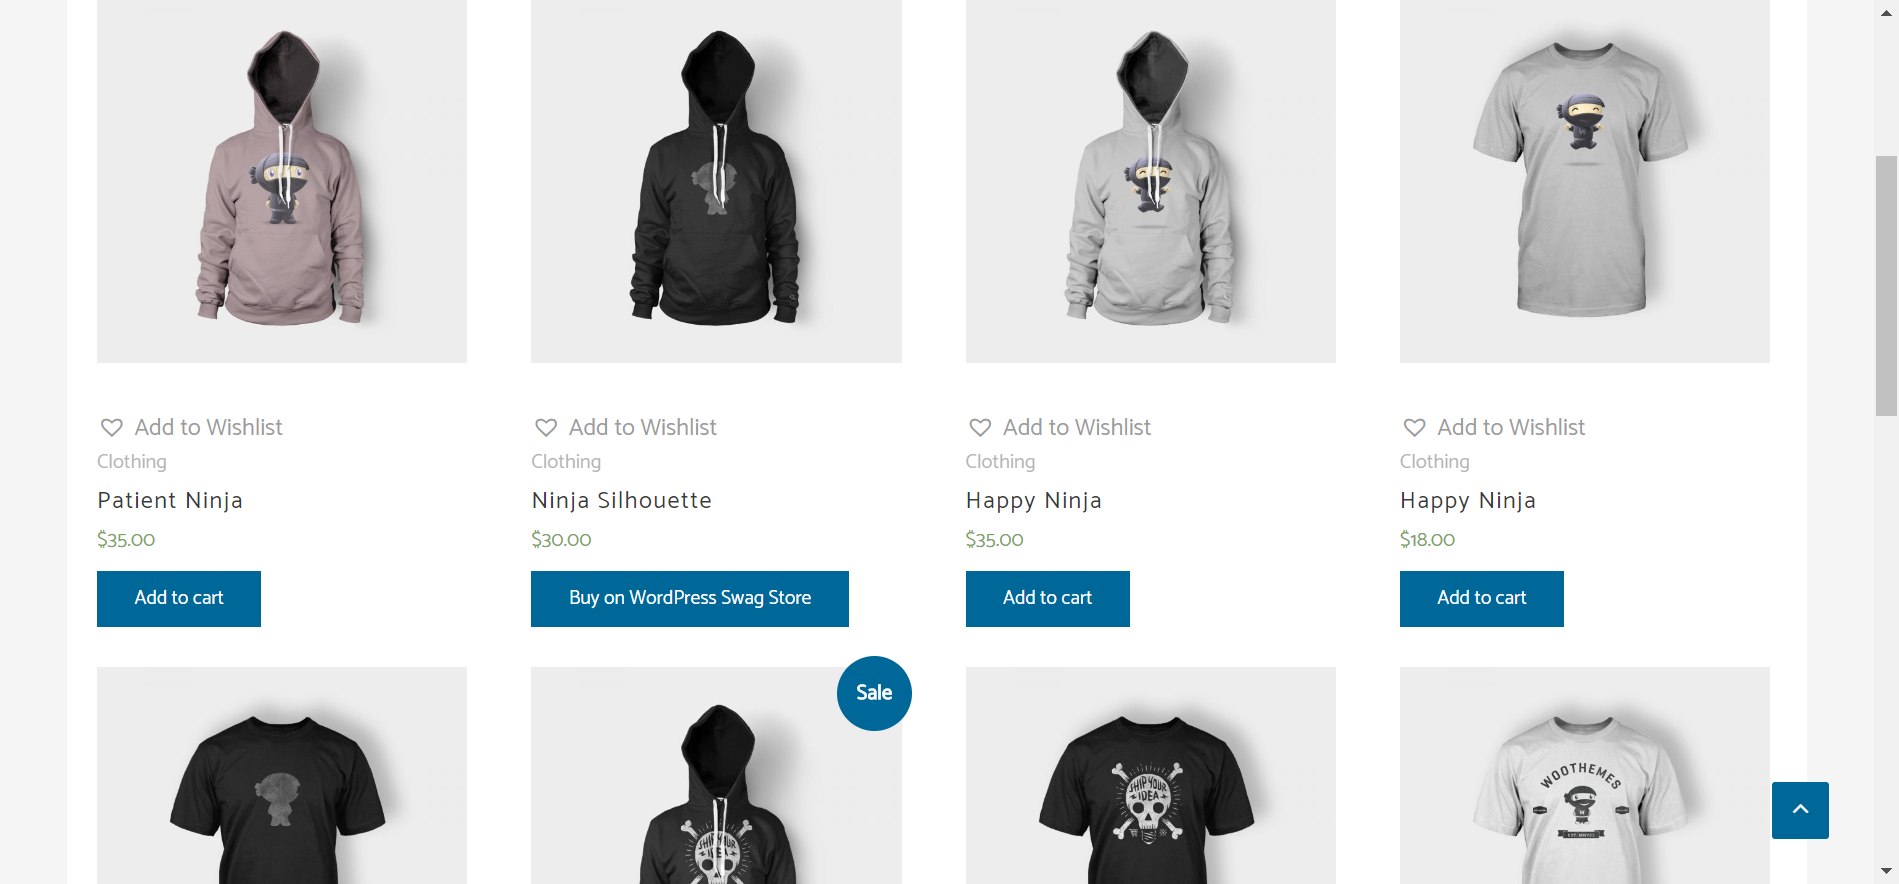 Add to Wishlist
Clothing
Patient Ninja
$35.00
Add to cart
Add to Wishlist
Clothing
Ninja Silhouette
$30.00
Buy on WordPress Swag Store
Add to Wishlist
Clothing
Happy Ninja
$35.00
Add to cart
Add to Wishlist
Clothing
Happy Ninja
$18.00
Add to cart
Sale
SHIP YOUR
IDEA
SHIP YOUR
IDEA
WOOTHEMES
W